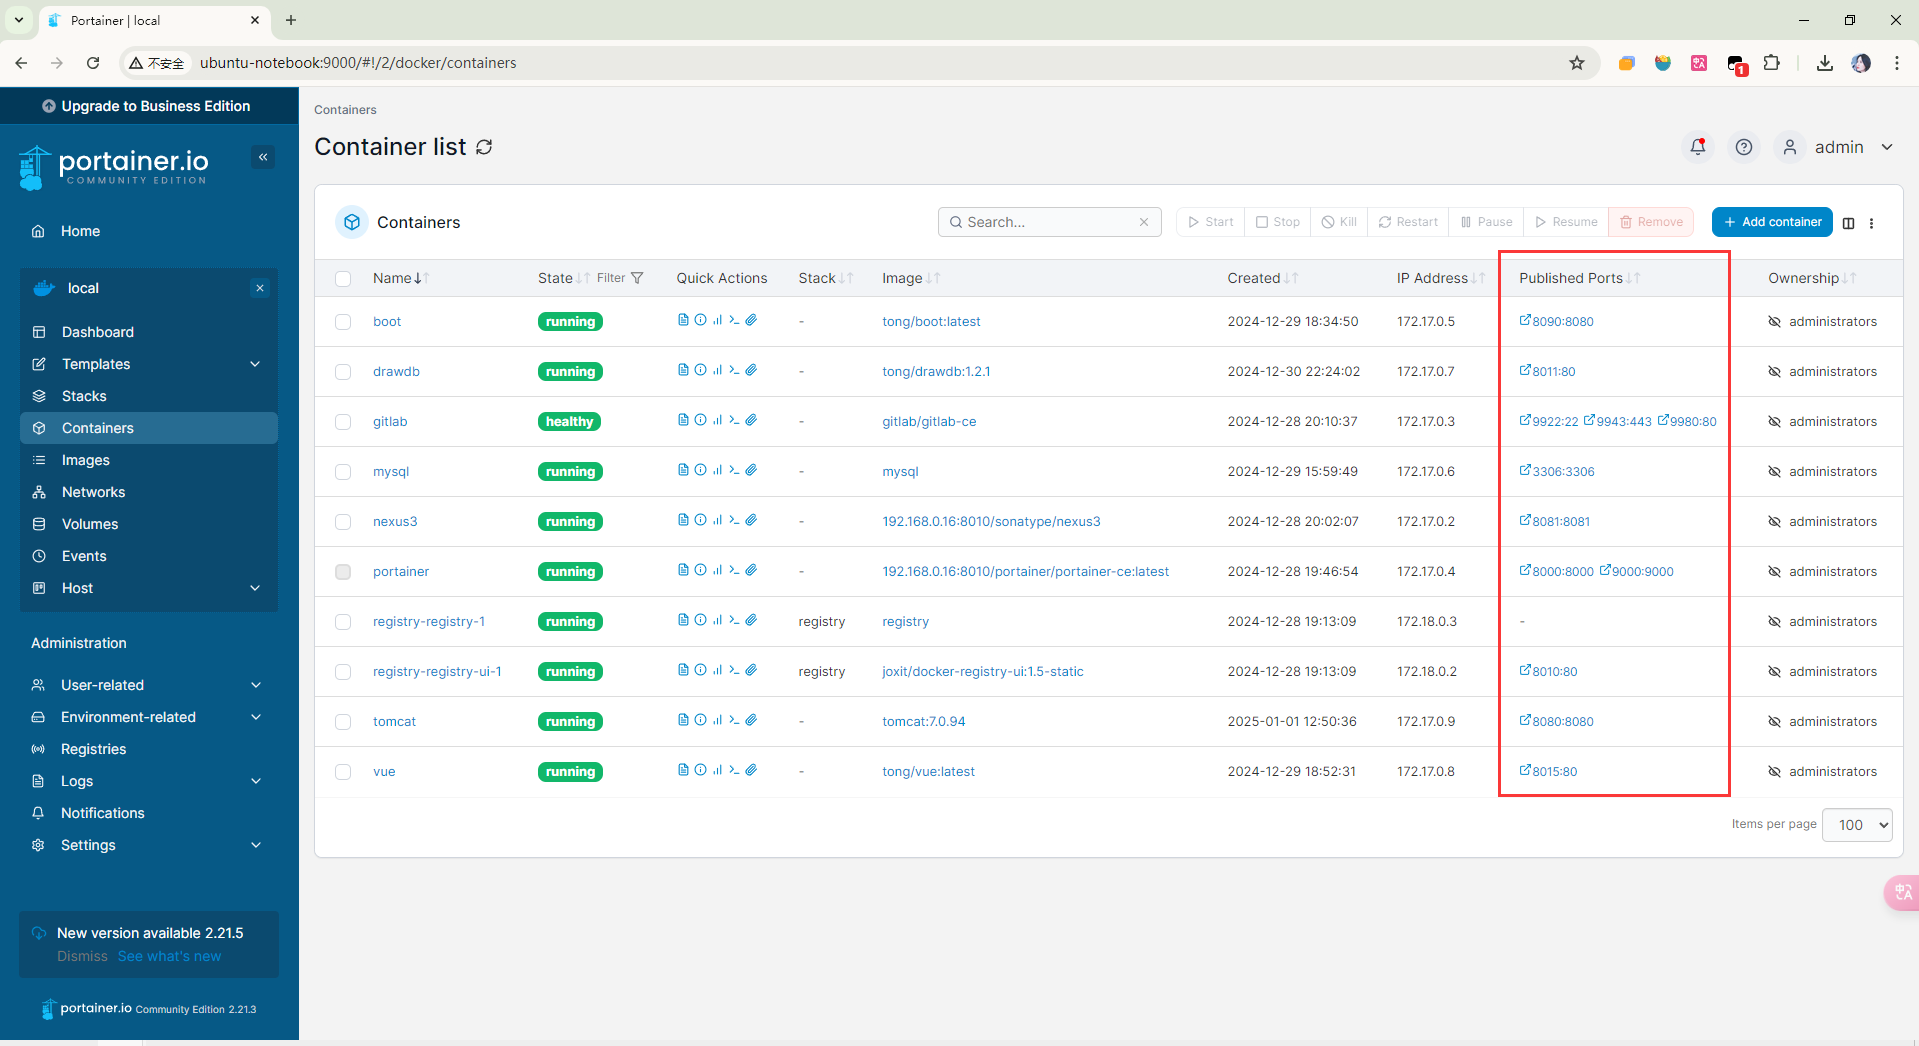 Portainer | local
不安全
ubuntu-notebook:9000/#!/2/docker/containers
1
Upgrade to Business Edition
portainer.io
COMMUNITY EDITION
Home
local
Dashboard
Templates
Stacks
Containers
Images
Networks
Volumes
Events
Host
Administration
User-related
Environment-related
Registries
Logs
Notifications
Settings
New version available 2.21.5
Dismiss See what's new
portainer.io Community Edition 2.21.3
Containers
Container list
admin
Containers
Search...
Start Stop Kill Restart Pause Resume Remove
Add container
Name State Filter Quick Actions Stack Image Created IP Address Published Ports Ownership
boot running - tong/boot:latest 2024-12-29 18:34:50 172.17.0.5 8090:8080 administrators
drawdb running - tong/drawdb:1.2.1 2024-12-30 22:24:02 172.17.0.7 8011:80 administrators
gitlab healthy - gitlab/gitlab-ce 2024-12-28 20:10:37 172.17.0.3 9922:22 9943:443 9980:80 administrators
mysql running - mysql 2024-12-29 15:59:49 172.17.0.6 3306:3306 administrators
nexus3 running - 192.168.0.16:8010/sonatype/nexus3 2024-12-28 20:02:07 172.17.0.2 8081:8081 administrators
portainer running - 192.168.0.16:8010/portainer/portainer-ce:latest 2024-12-28 19:46:54 172.17.0.4 8000:8000 9000:9000 administrators
registry-registry-1 running registry registry 2024-12-28 19:13:09 172.18.0.3 - administrators
registry-registry-ui-1 running registry joxit/docker-registry-ui:1.5-static 2024-12-28 19:13:09 172.18.0.2 8010:80 administrators
tomcat running - tomcat:7.0.94 2025-01-01 12:50:36 172.17.0.9 8080:8080 administrators
vue running - tong/vue:latest 2024-12-29 18:52:31 172.17.0.8 8015:80 administrators
Items per page 100
中A